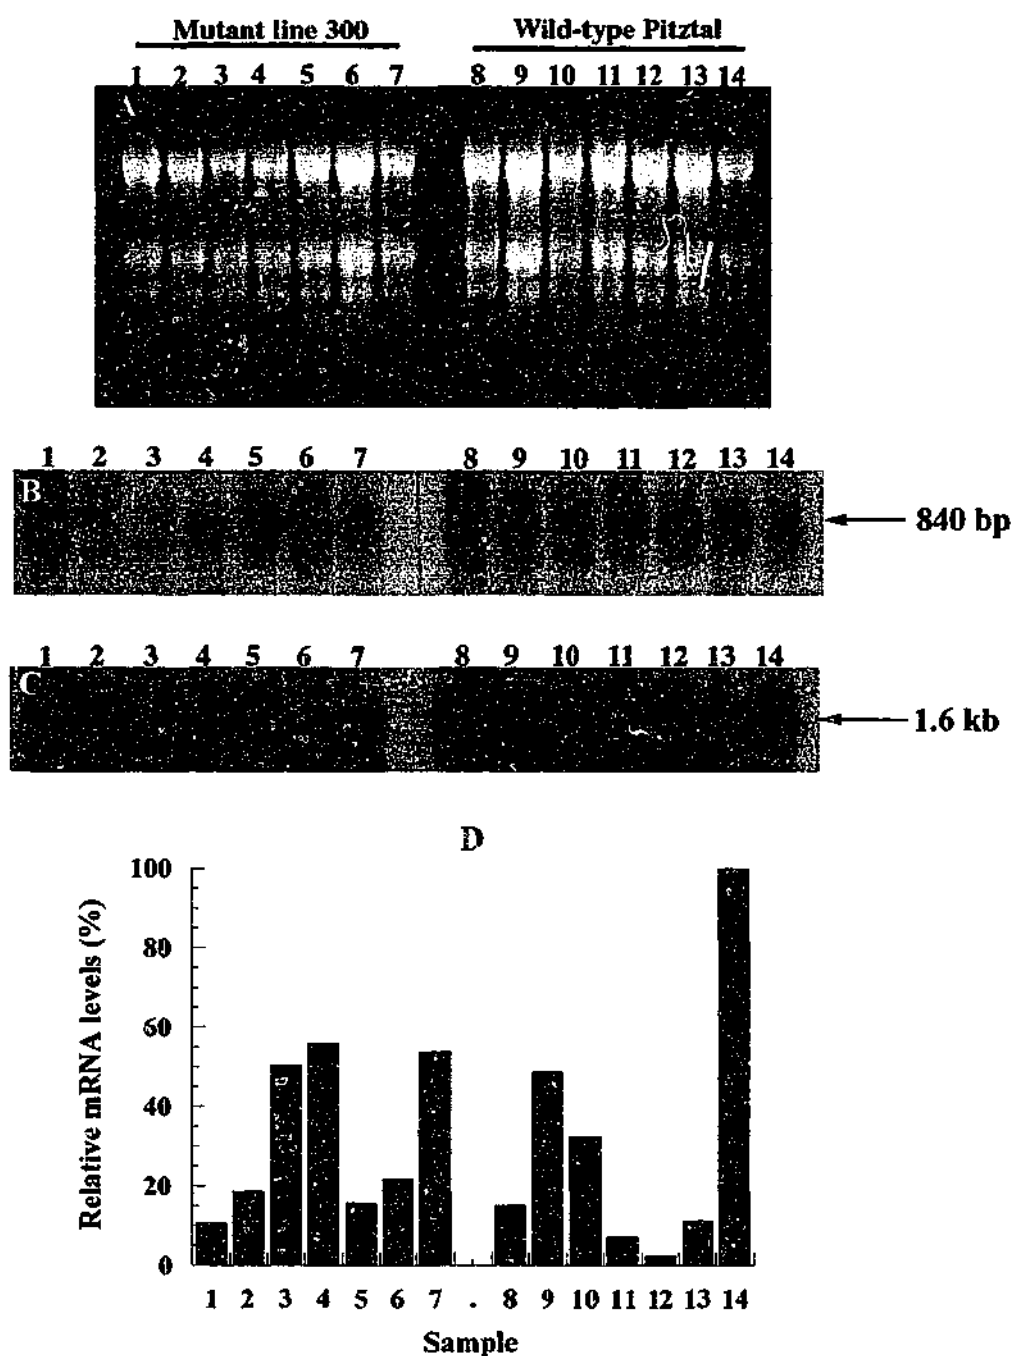 Mutant line 300 Wild-type Pitztal
1 2 3 4 5 6 7 8 9 10 11 12 13 14
A
1 2 3 4 5 6 7 8 9 10 11 12 13 14
B
840 bp
1 2 3 4 5 6 7 8 9 10 11 12 13 14
C
1.6 kb
D
100
80
60
40
20
0
Relative mRNA levels (%)
1 2 3 4 5 6 7 . 8 9 10 11 12 13 14
Sample